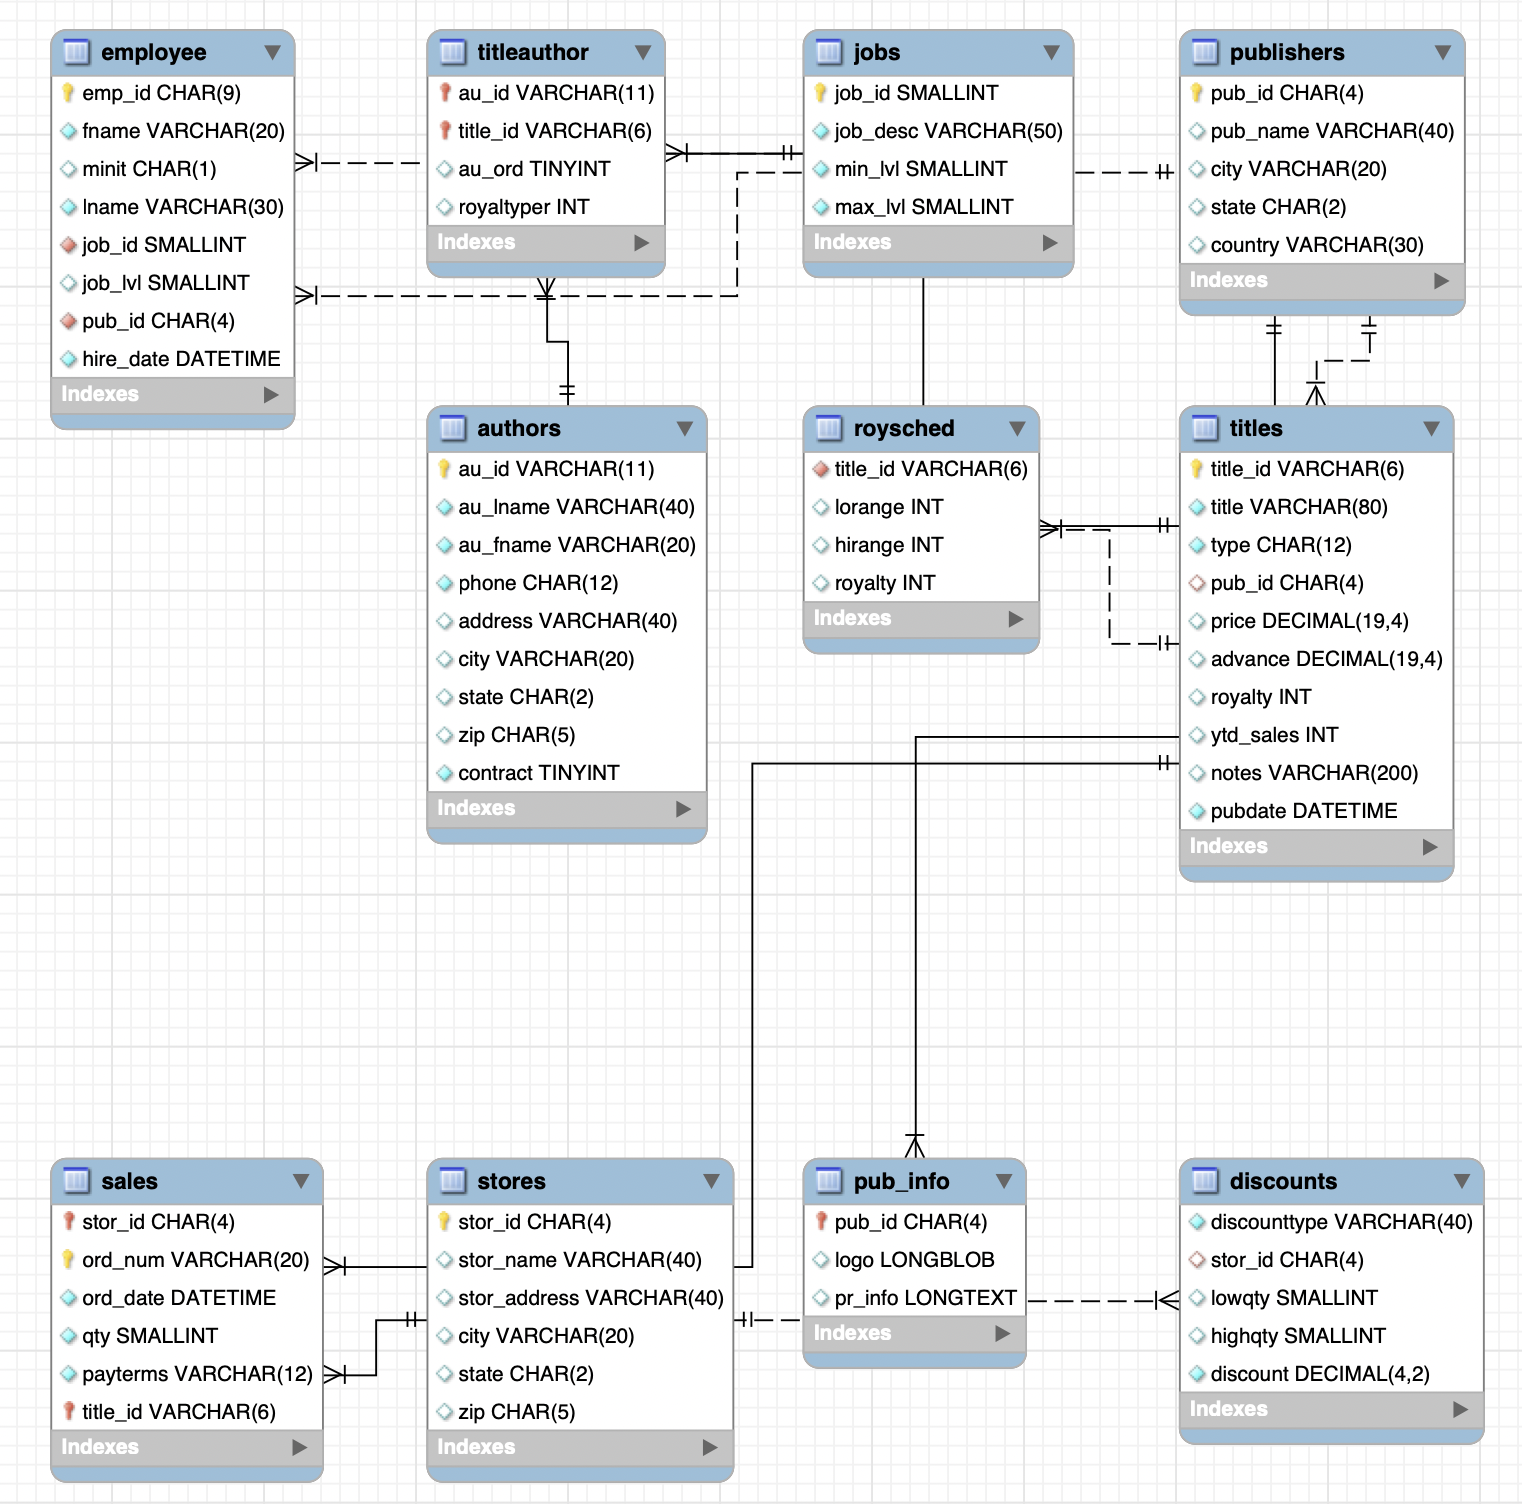 employee
emp_id CHAR(9)
fname VARCHAR(20)
minit CHAR(1)
lname VARCHAR(30)
job_id SMALLINT
job_lvl SMALLINT
pub_id CHAR(4)
hire_date DATETIME
Indexes
titleauthor
au_id VARCHAR(11)
title_id VARCHAR(6)
au_ord TINYINT
royaltyper INT
Indexes
jobs
job_id SMALLINT
job_desc VARCHAR(50)
min_lvl SMALLINT
max_lvl SMALLINT
Indexes
publishers
pub_id CHAR(4)
pub_name VARCHAR(40)
city VARCHAR(20)
state CHAR(2)
country VARCHAR(30)
Indexes
authors
au_id VARCHAR(11)
au_lname VARCHAR(40)
au_fname VARCHAR(20)
phone CHAR(12)
address VARCHAR(40)
city VARCHAR(20)
state CHAR(2)
zip CHAR(5)
contract TINYINT
Indexes
roysched
title_id VARCHAR(6)
lorange INT
hirange INT
royalty INT
Indexes
titles
title_id VARCHAR(6)
title VARCHAR(80)
type CHAR(12)
pub_id CHAR(4)
price DECIMAL(19,4)
advance DECIMAL(19,4)
royalty INT
ytd_sales INT
notes VARCHAR(200)
pubdate DATETIME
Indexes
sales
stor_id CHAR(4)
ord_num VARCHAR(20)
ord_date DATETIME
qty SMALLINT
payterms VARCHAR(12)
title_id VARCHAR(6)
Indexes
stores
stor_id CHAR(4)
stor_name VARCHAR(40)
stor_address VARCHAR(40)
city VARCHAR(20)
state CHAR(2)
zip CHAR(5)
Indexes
pub_info
pub_id CHAR(4)
logo LONGBLOB
pr_info LONGTEXT
Indexes
discounts
discounttype VARCHAR(40)
stor_id CHAR(4)
lowqty SMALLINT
highqty SMALLINT
discount DECIMAL(4,2)
Indexes